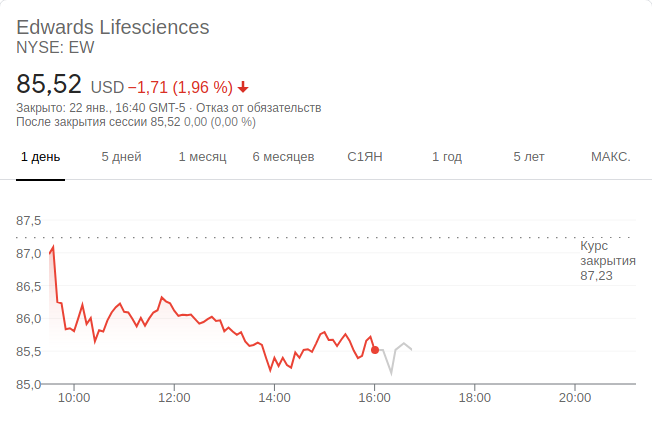 Edwards Lifesciences
NYSE: EW
85,52 USD −1,71 (1,96 %)
Закрыто: 22 янв., 16:40 GMT-5 · Отказ от обязательств
После закрытия сессии 85,52 0,00 (0,00 %)
1 день 5 дней 1 месяц 6 месяцев С1ЯН 1 год 5 лет МАКС.
87,5
Курс
закрытия
87,23
87,0
86,5
86,0
85,5
85,0
10:00 12:00 14:00 16:00 18:00 20:00